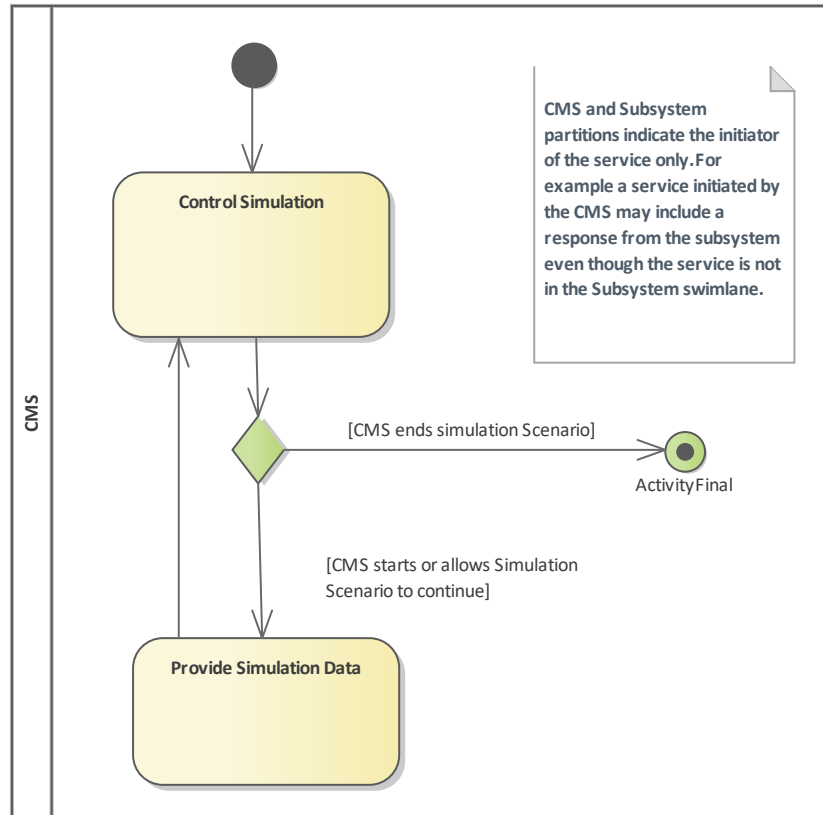 CMS
Control Simulation
CMS and Subsystem
partitions indicate the initiator
of the service only.For
example a service initiated by
the CMS may include a
response from the subsystem
even though the service is not
in the Subsystem swimlane.
[CMS ends simulation Scenario]
ActivityFinal
[CMS starts or allows Simulation
Scenario to continue]
Provide Simulation Data